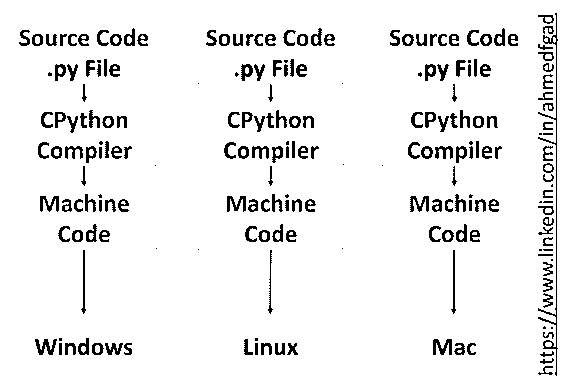 Source Code
.py File
CPython
Compiler
Machine
Code
Windows
Source Code
.py File
CPython
Compiler
Machine
Code
Linux
Source Code
.py File
CPython
Compiler
Machine
Code
Mac
https://www.linkedin.com/in/ahmedfgad